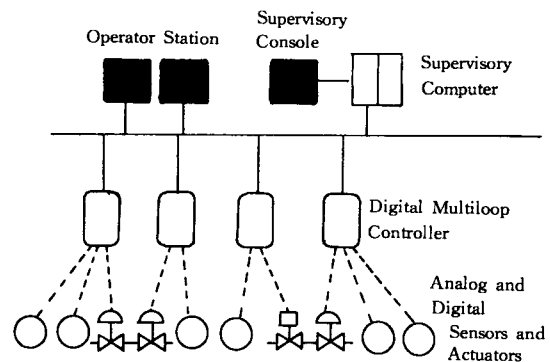 Operator Station
Supervisory
Console
Supervisory
Computer
Digital Multiloop
Controller
Analog and
Digital
Sensors and
Actuators